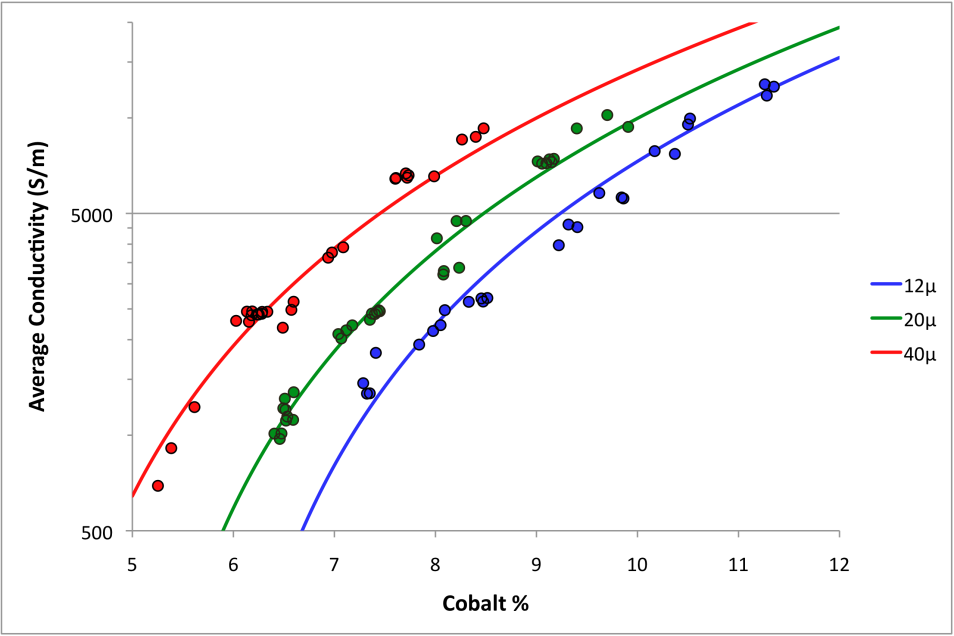 Average Conductivity (S/m)
5000
500
5 6 7 8 9 10 11 12
Cobalt %
12μ
20μ
40μ